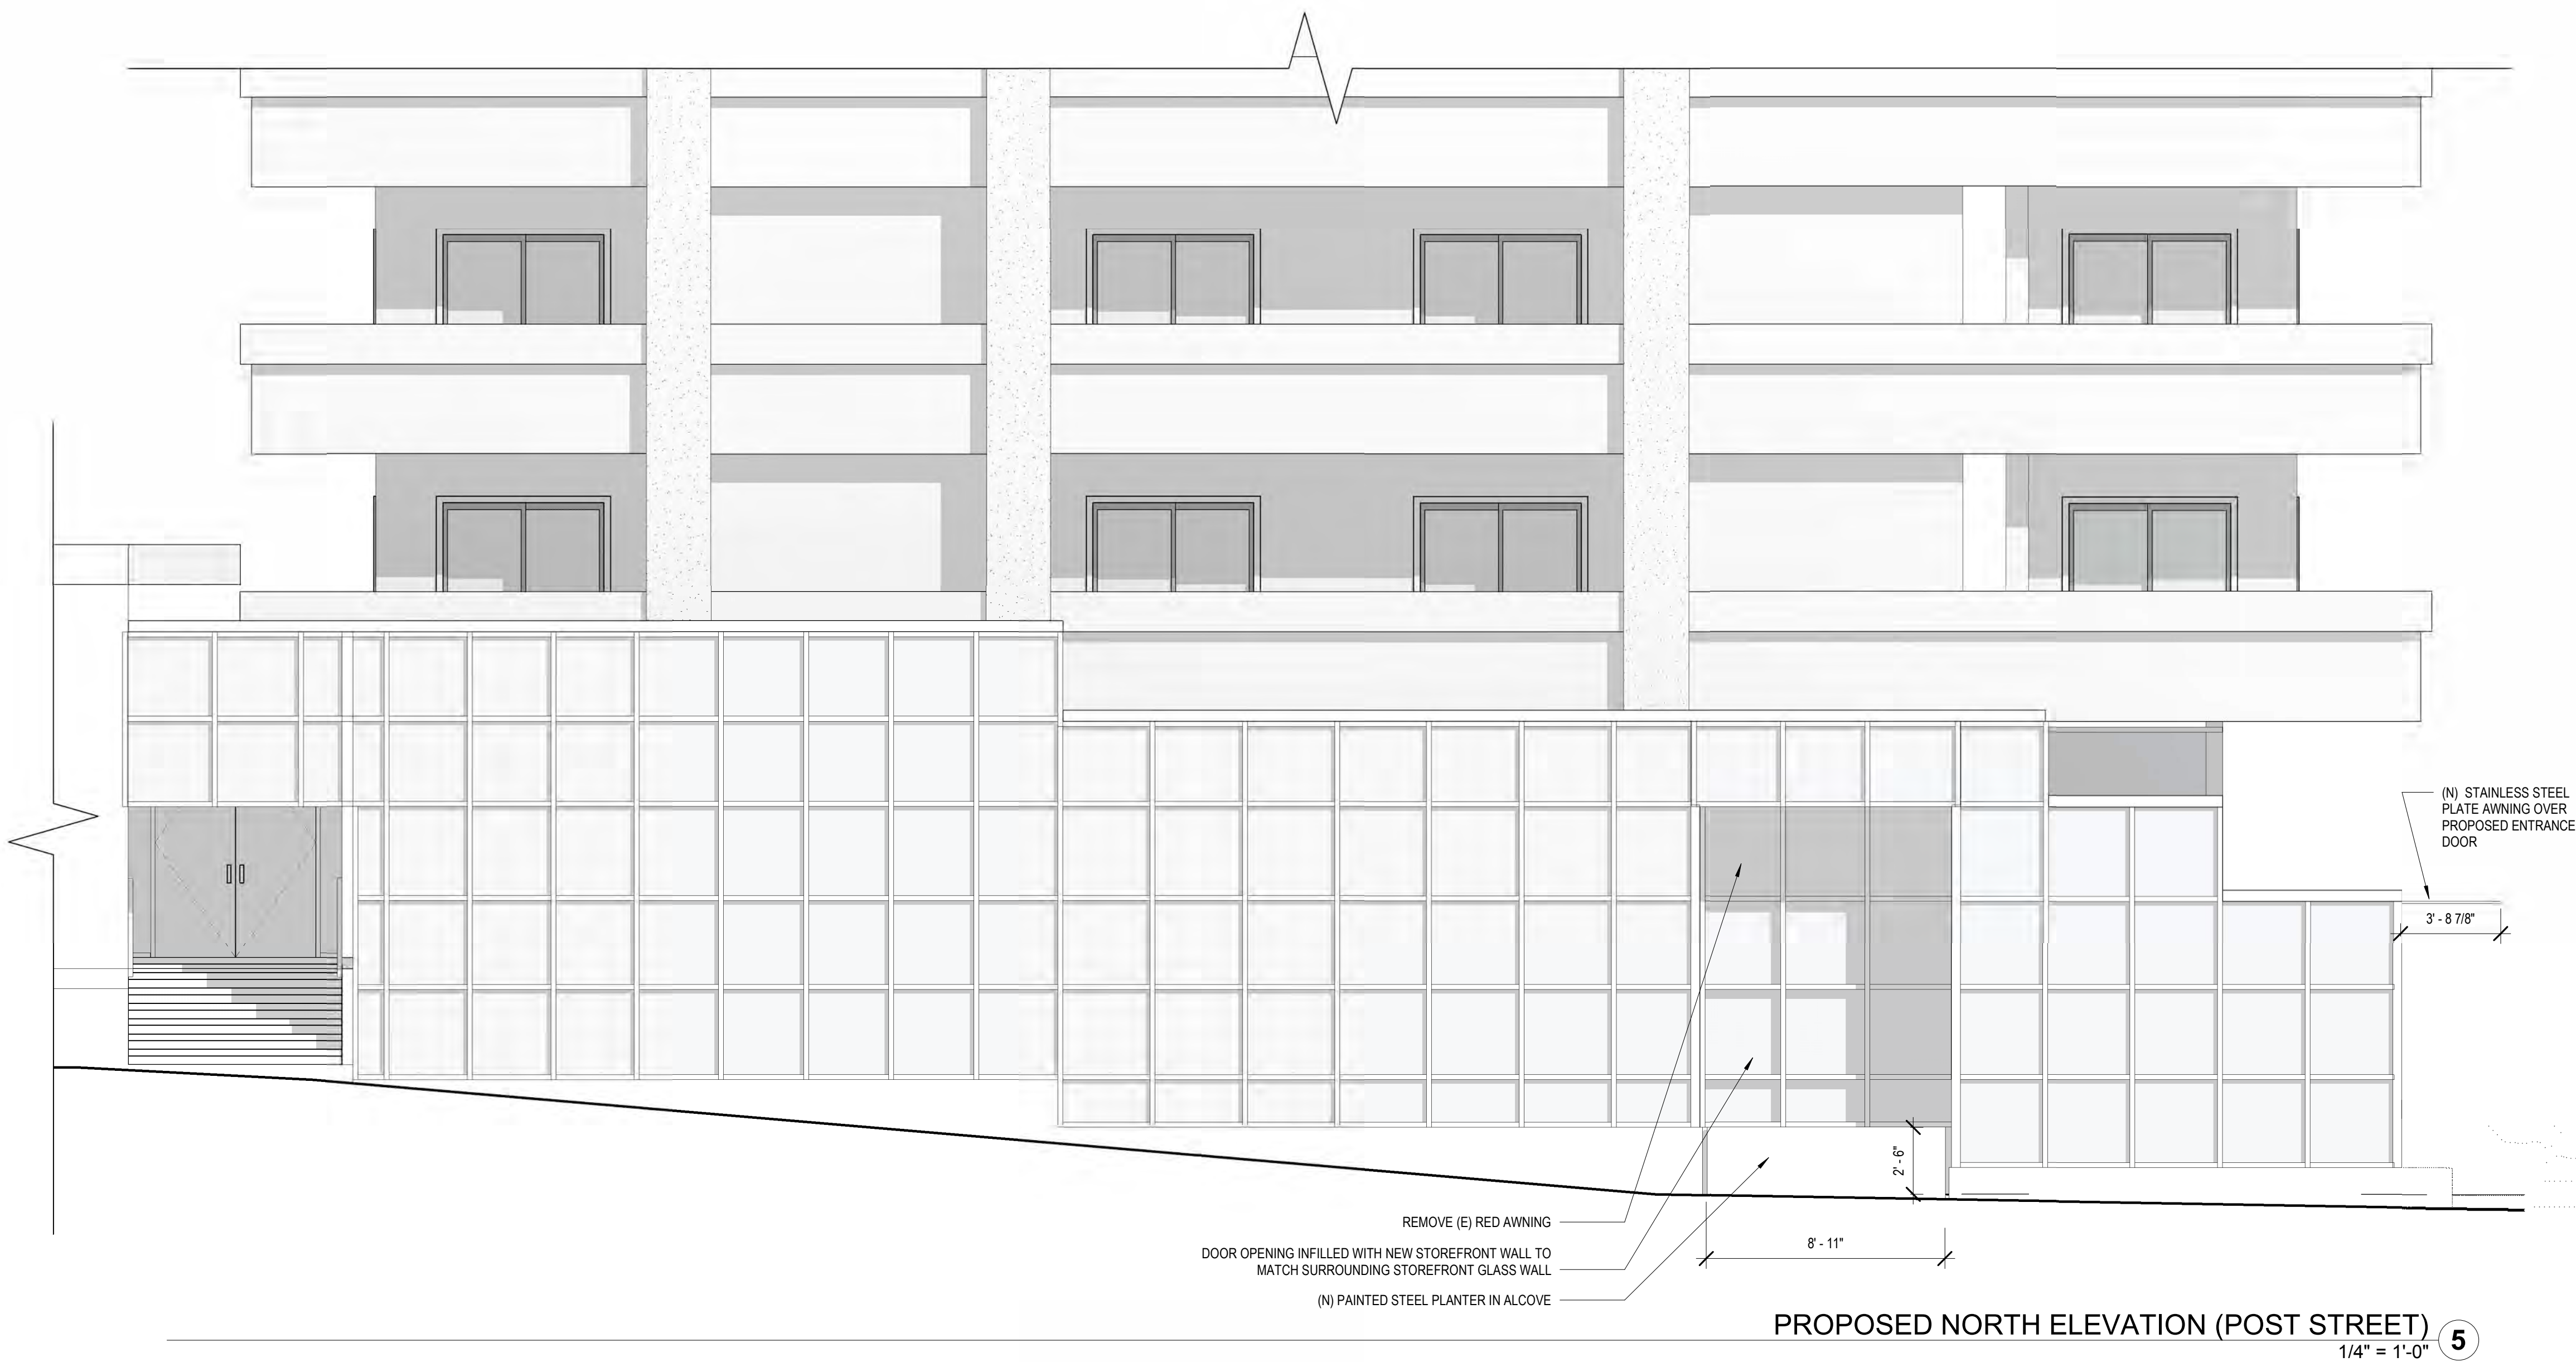 (N) STAINLESS STEEL
PLATE AWNING OVER
PROPOSED ENTRANCE
DOOR
3' - 8 7/8"
2' - 6"
REMOVE (E) RED AWNING
DOOR OPENING INFILLED WITH NEW STOREFRONT WALL TO
MATCH SURROUNDING STOREFRONT GLASS WALL
(N) PAINTED STEEL PLANTER IN ALCOVE
8' - 11"
PROPOSED NORTH ELEVATION (POST STREET)
5
1/4" = 1'-0"